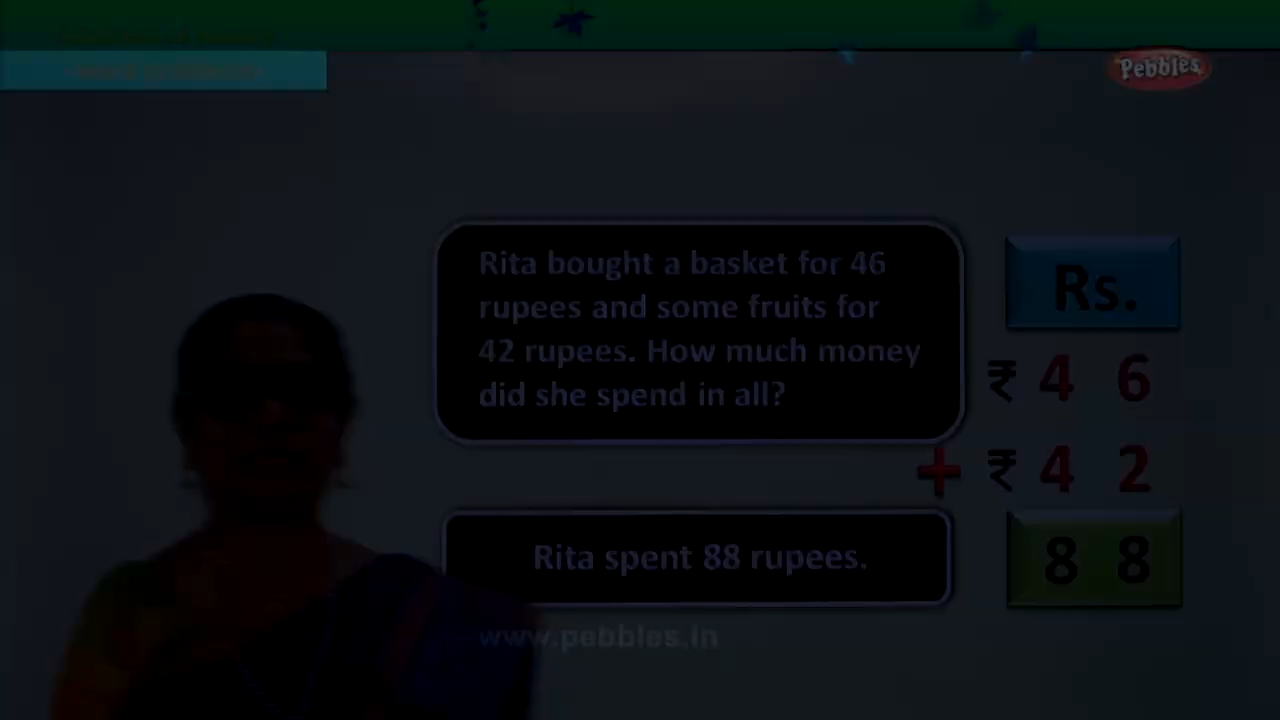 Pebbles
Rita bought a basket for 46
rupees and some fruits for
42 rupees. How much money
did she spend in all?
Rs.
₹ 4 6
+ ₹ 4 2
8 8
Rita spent 88 rupees.
www.pebbles.in